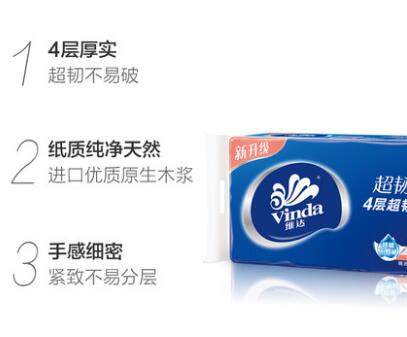 1
4层厚实
超韧不易破
2
纸质纯净天然
进口优质原生木浆
3
手感细密
紧致不易分层
新升级
Vinda
维达
超韧
4层超韧